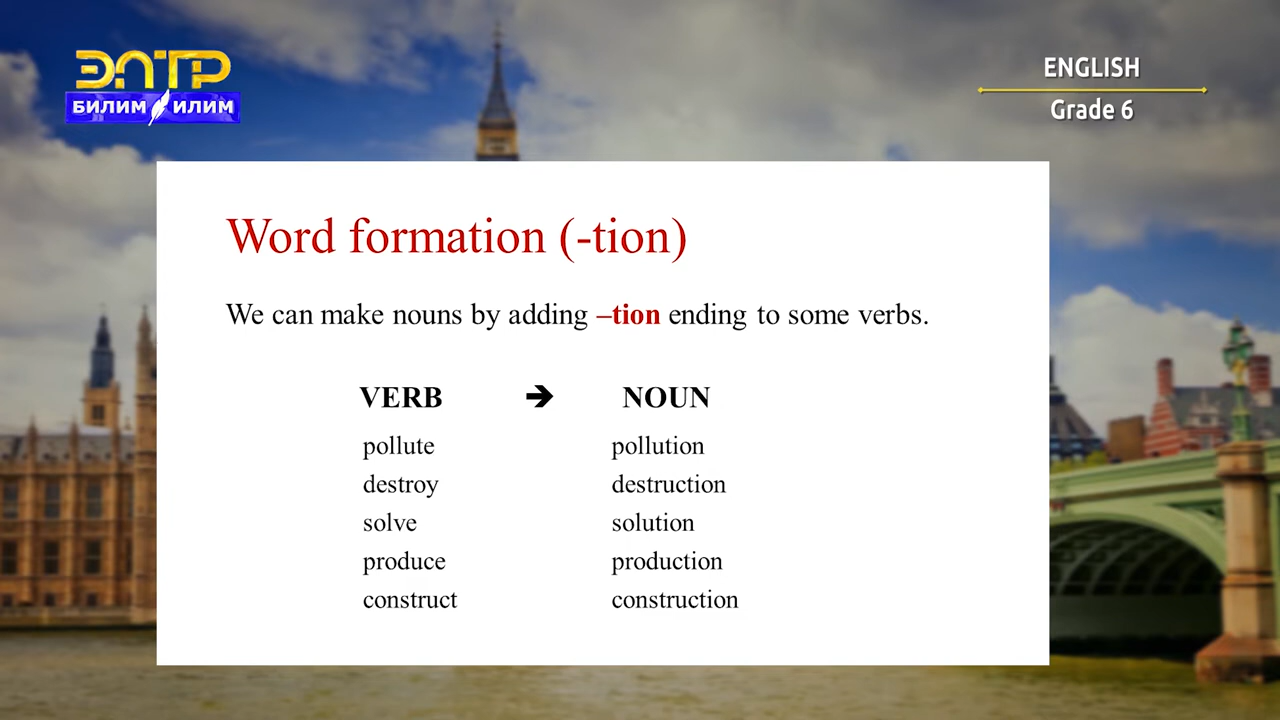 ЭЛТР
БИЛИМ ИЛИМ
ENGLISH
Grade 6
Word formation (-tion)
We can make nouns by adding –tion ending to some verbs.
VERB ➔ NOUN
pollute pollution
destroy destruction
solve solution
produce production
construct construction